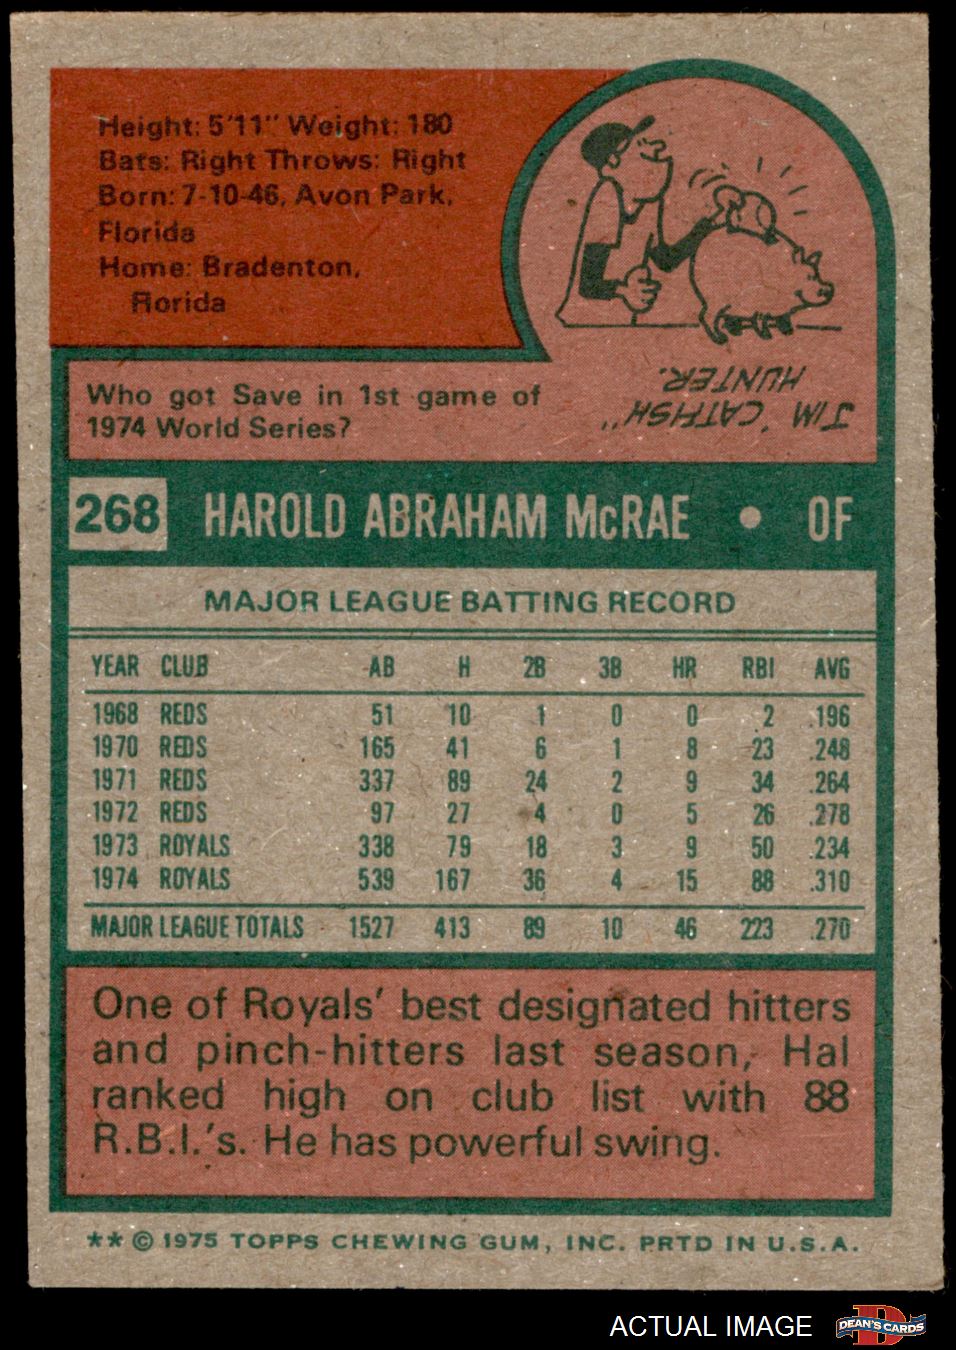 Height: 5'11" Weight: 180
Bats: Right Throws: Right
Born: 7-10-46, Avon Park,
Florida
Home: Bradenton,
Florida
Who got Save in 1st game of
1974 World Series?
JIM "CATFISH"
HUNTER.
268 HAROLD ABRAHAM McRAE • OF
MAJOR LEAGUE BATTING RECORD
YEAR CLUB AB H 2B 3B HR RBI AVG
1968 REDS 51 10 1 0 0 2 .196
1970 REDS 165 41 6 1 8 23 .248
1971 REDS 337 89 24 2 9 34 .264
1972 REDS 97 27 4 0 5 26 .278
1973 ROYALS 338 79 18 3 9 50 .234
1974 ROYALS 539 167 36 4 15 88 .310
MAJOR LEAGUE TOTALS 1527 413 89 10 46 223 .270
One of Royals' best designated hitters
and pinch-hitters last season, Hal
ranked high on club list with 88
R.B.I.'s. He has powerful swing.
** © 1975 TOPPS CHEWING GUM, INC. PRTD IN U.S.A.
ACTUAL IMAGE
D
DEAN'S CARDS